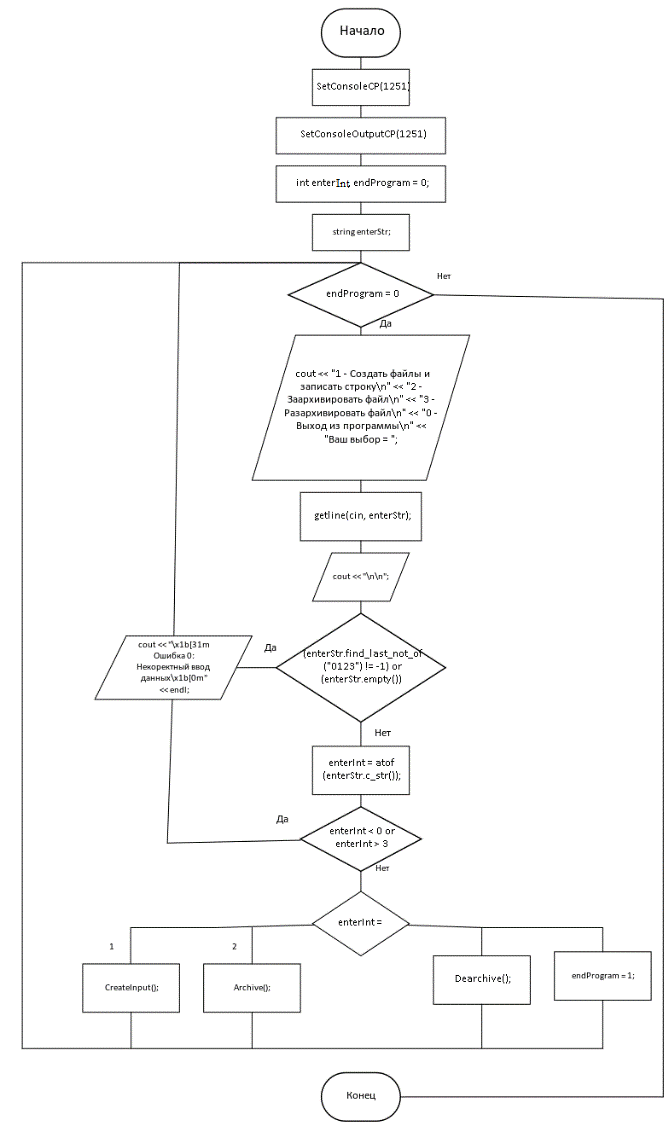 Начало
SetConsoleCP(1251)
SetConsoleOutputCP(1251)
int enterInt, endProgram = 0;
string enterStr;
endProgram = 0
Нет
Да
cout << "1 - Создать файлы и
записать строку\n" << "2 -
Заархивировать файл\n" << "3 -
Разархивировать файл\n" << "0 -
Выход из программы\n" <<
"Ваш выбор = ";
getline(cin, enterStr);
cout << "\n\n";
(enterStr.find_last_not_of
("0123") != -1) or
(enterStr.empty())
Да
cout << "\x1b[31m
Ошибка 0:
Некоректный ввод
данных\x1b[0m"
<< endl;
Нет
enterInt = atof
(enterStr.c_str());
Да
enterInt < 0 or
enterInt > 3
Нет
enterInt =
1
2
CreateInput();
Archive();
Dearchive();
endProgram = 1;
Конец